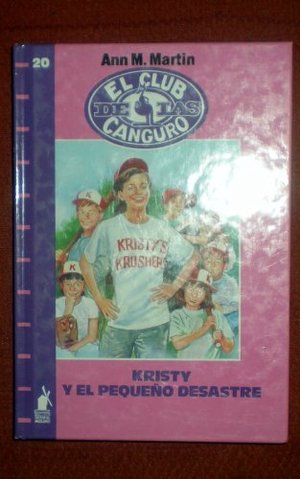 20
Ann M. Martin
EL CLUB
DE LAS
CANGURO
K
KRISTY'S
KRUSHERS
K
KRISTY
Y EL PEQUEÑO DESASTRE